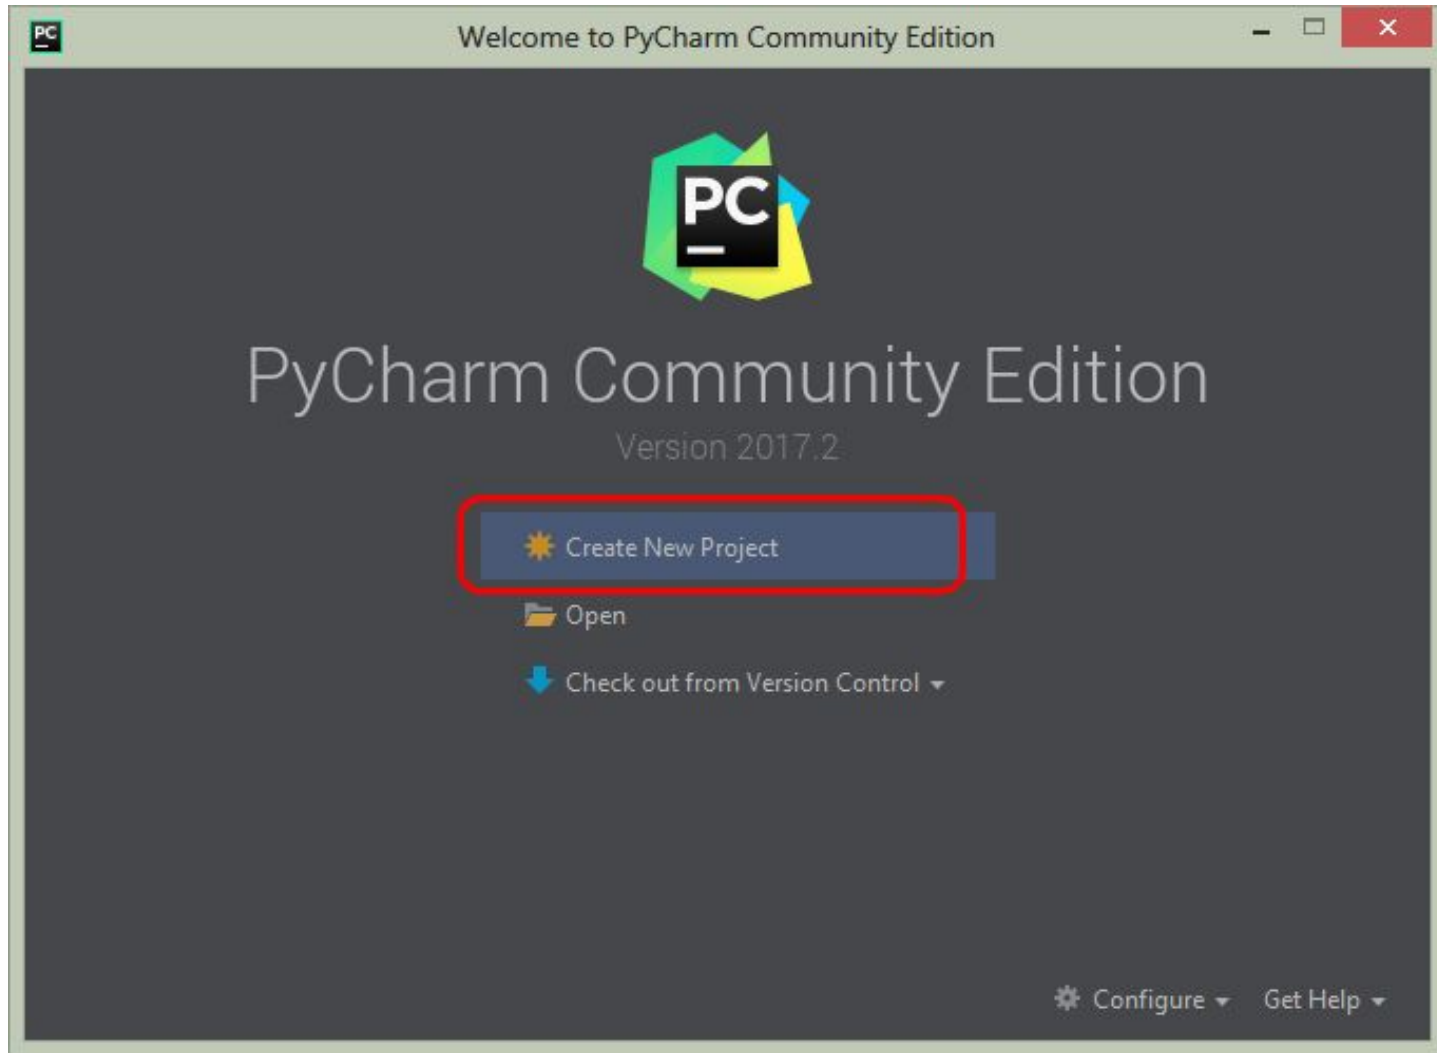 PC
Welcome to PyCharm Community Edition
PC
PyCharm Community Edition
Version 2017.2
Create New Project
Open
Check out from Version Control
Configure
Get Help